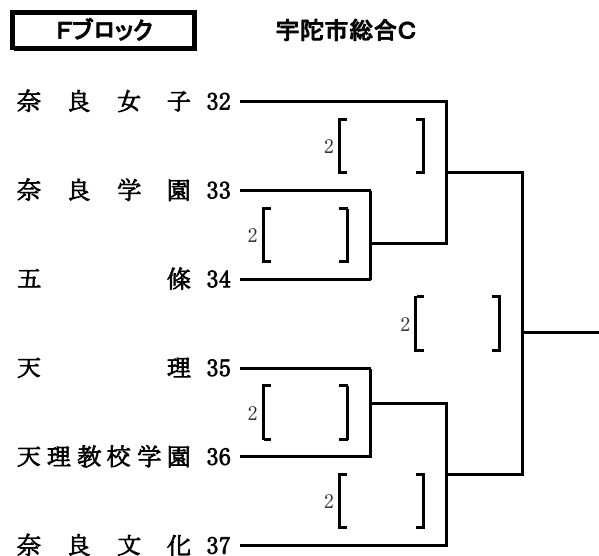 Fブロック 宇陀市総合C
奈良女子 32
2
奈良学園 33
2
五條 34
2
天理 35
2
天理教校学園 36
2
奈良文化 37